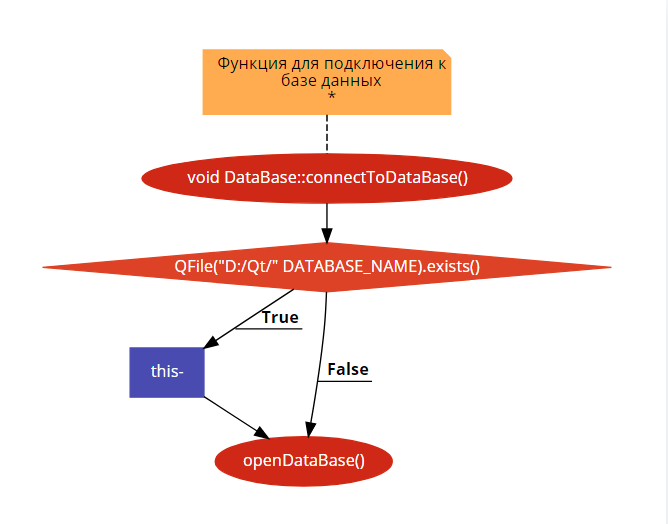 Функция для подключения к
базе данных
*
void DataBase::connectToDataBase()
QFile("D:/Qt/" DATABASE_NAME).exists()
True
False
this-
openDataBase()